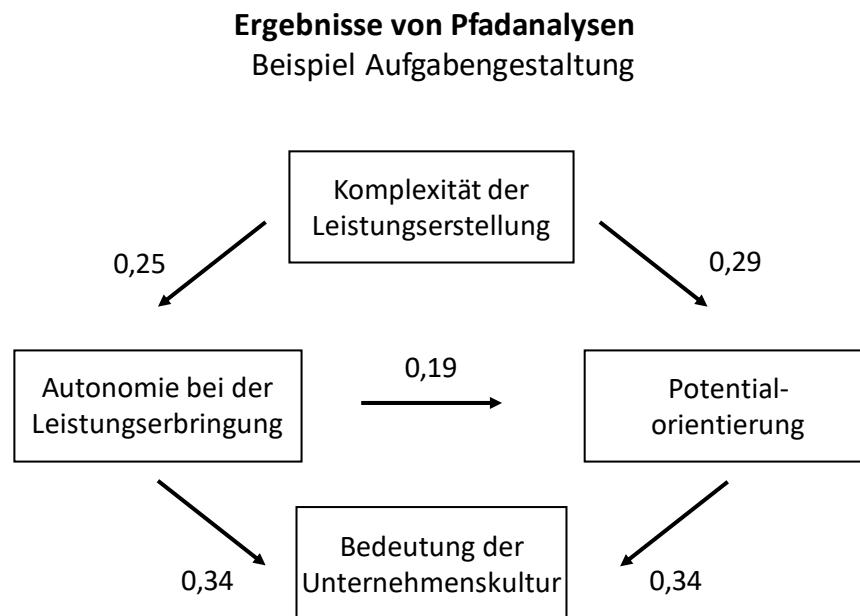 Ergebnisse von Pfadanalysen
Beispiel Aufgabengestaltung
Komplexität der
Leistungserstellung
0,25
0,29
Autonomie bei der
Leistungserbringung
0,19
Potential-
orientierung
0,34
Bedeutung der
Unternehmenskultur
0,34